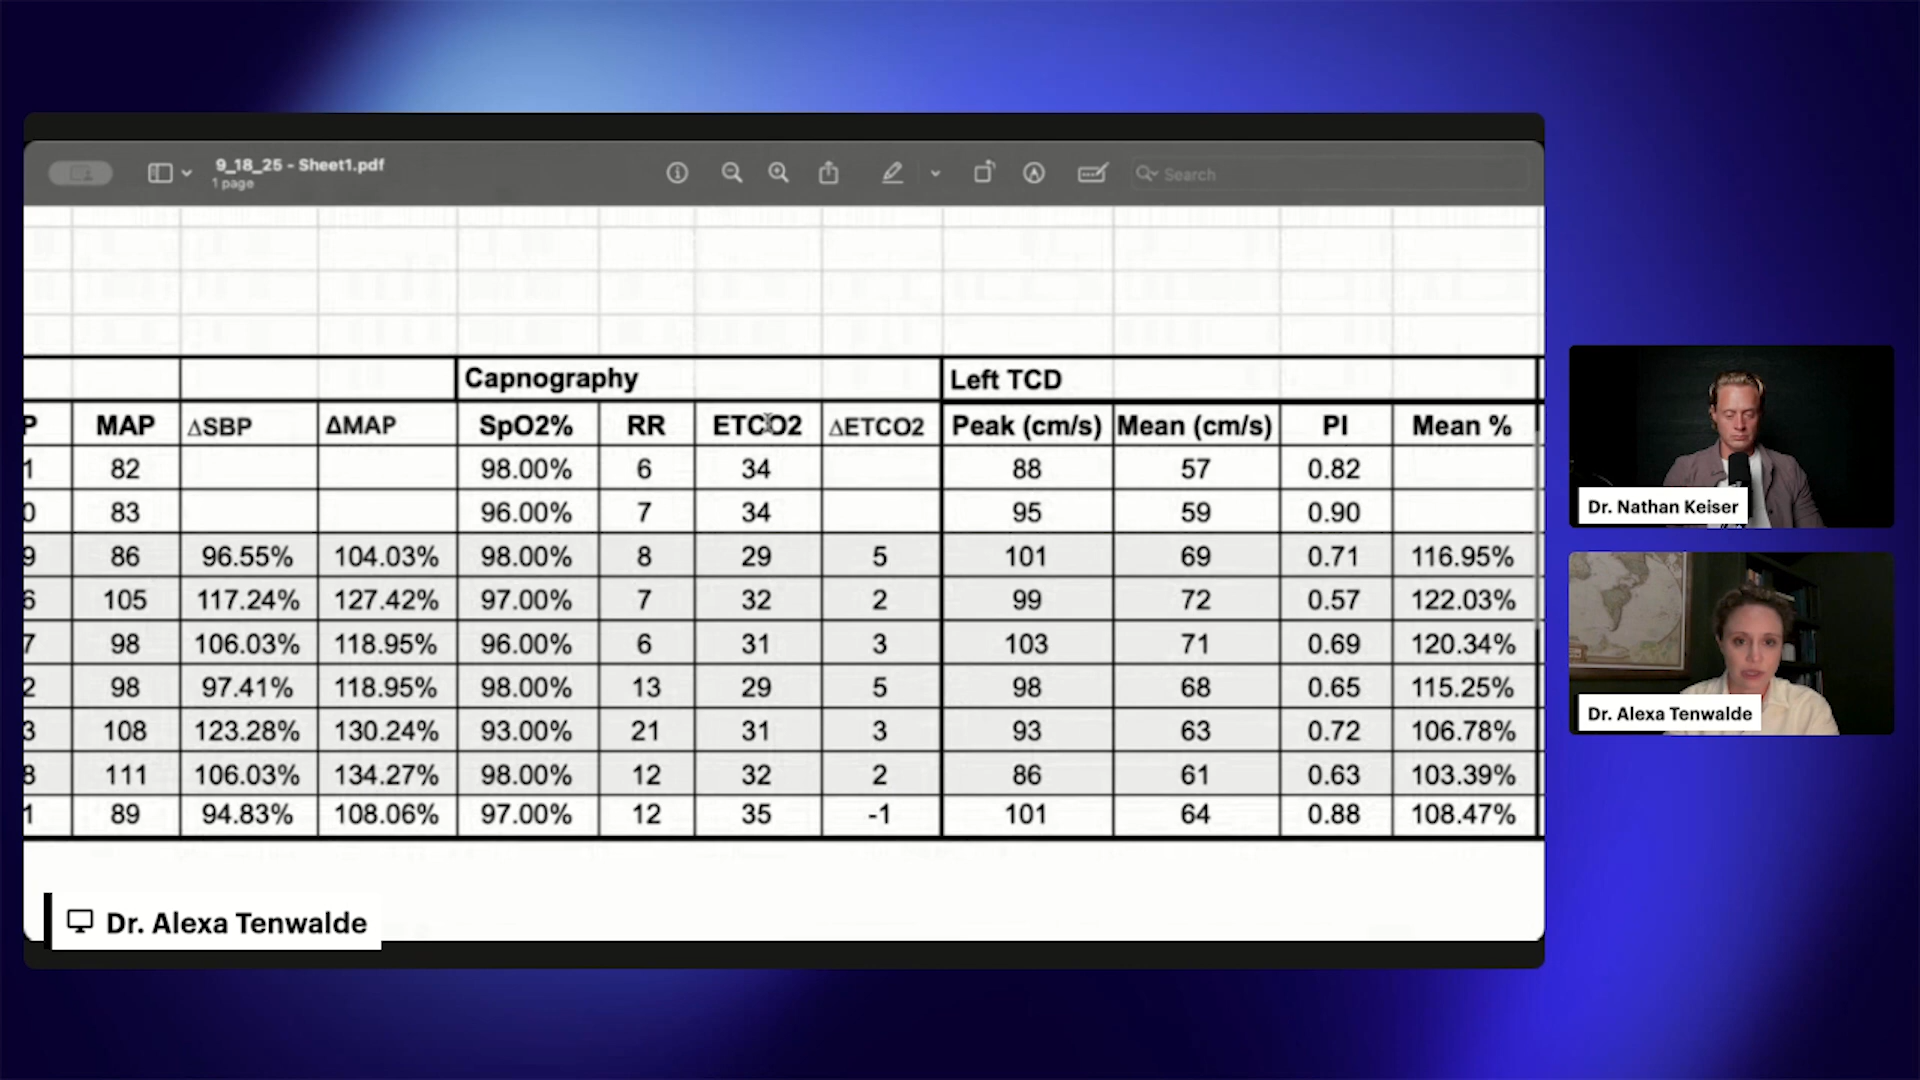 9_18_25 - Sheet1.pdf
1 page
Search
Capnography Left TCD
P MAP ΔSBP ΔMAP SpO2% RR ETCO2 ΔETCO2 Peak (cm/s) Mean (cm/s) PI Mean %
1 82 98.00% 6 34 88 57 0.82
0 83 96.00% 7 34 95 59 0.90
9 86 96.55% 104.03% 98.00% 8 29 5 101 69 0.71 116.95%
6 105 117.24% 127.42% 97.00% 7 32 2 99 72 0.57 122.03%
7 98 106.03% 118.95% 96.00% 6 31 3 103 71 0.69 120.34%
2 98 97.41% 118.95% 98.00% 13 29 5 98 68 0.65 115.25%
3 108 123.28% 130.24% 93.00% 21 31 3 93 63 0.72 106.78%
8 111 106.03% 134.27% 98.00% 12 32 2 86 61 0.63 103.39%
1 89 94.83% 108.06% 97.00% 12 35 -1 101 64 0.88 108.47%
Dr. Alexa Tenwalde
Dr. Nathan Keiser
Dr. Alexa Tenwalde